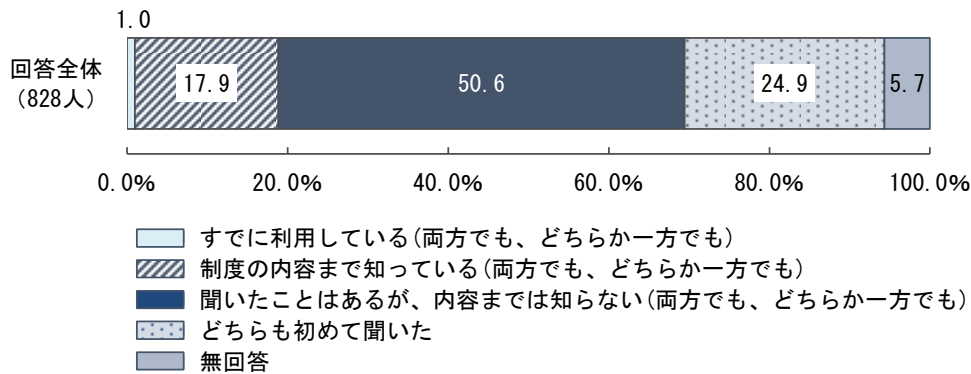 1.0
回答全体
（828人）
17.9
50.6
24.9
5.7
0.0%
20.0%
40.0%
60.0%
80.0%
100.0%
すでに利用している(両方でも、どちらか一方でも)
制度の内容まで知っている(両方でも、どちらか一方でも)
聞いたことはあるが、内容までは知らない(両方でも、どちらか一方でも)
どちらも初めて聞いた
無回答